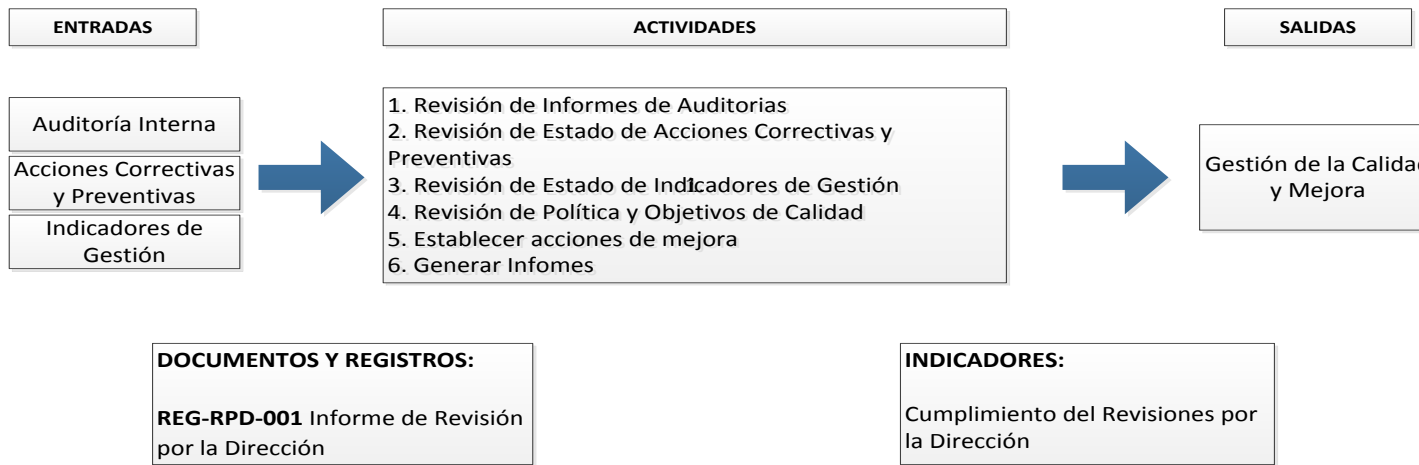 ENTRADAS
ACTIVIDADES
SALIDAS
Auditoría Interna
Acciones Correctivas
y Preventivas
Indicadores de
Gestión
1. Revisión de Informes de Auditorias
2. Revisión de Estado de Acciones Correctivas y
Preventivas
3. Revisión de Estado de Indicadores de Gestión
1.
4. Revisión de Política y Objetivos de Calidad
5. Establecer acciones de mejora
6. Generar Infomes
Gestión de la Calidad
y Mejora
DOCUMENTOS Y REGISTROS:
REG-RPD-001 Informe de Revisión
por la Dirección
INDICADORES:
Cumplimiento del Revisiones por
la Dirección